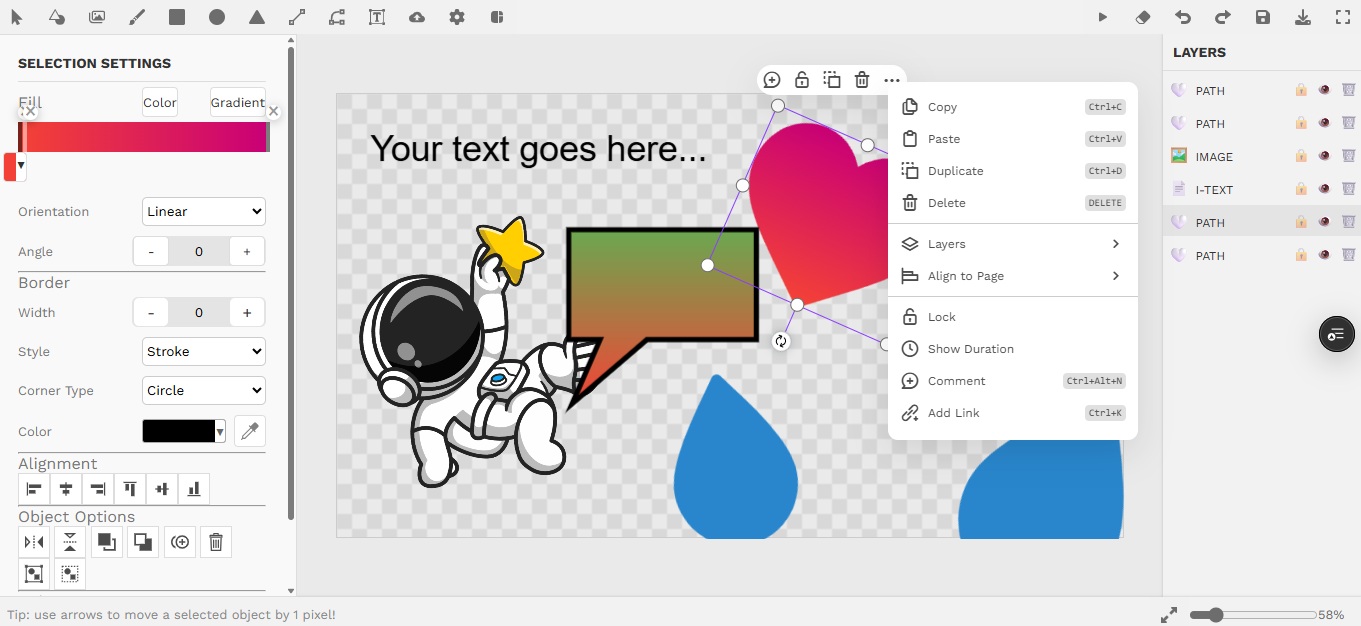 SELECTION SETTINGS
Fill
Color
Gradient
Orientation
Linear
Angle
-
0
+
Border
Width
-
0
+
Style
Stroke
Corner Type
Circle
Color
Alignment
Object Options
Your text goes here...
Copy
Ctrl+C
Paste
Ctrl+V
Duplicate
Ctrl+D
Delete
DELETE
Layers
Align to Page
Lock
Show Duration
Comment
Ctrl+Alt+N
Add Link
Ctrl+K
LAYERS
PATH
PATH
IMAGE
I-TEXT
PATH
PATH
Tip: use arrows to move a selected object by 1 pixel!
58%